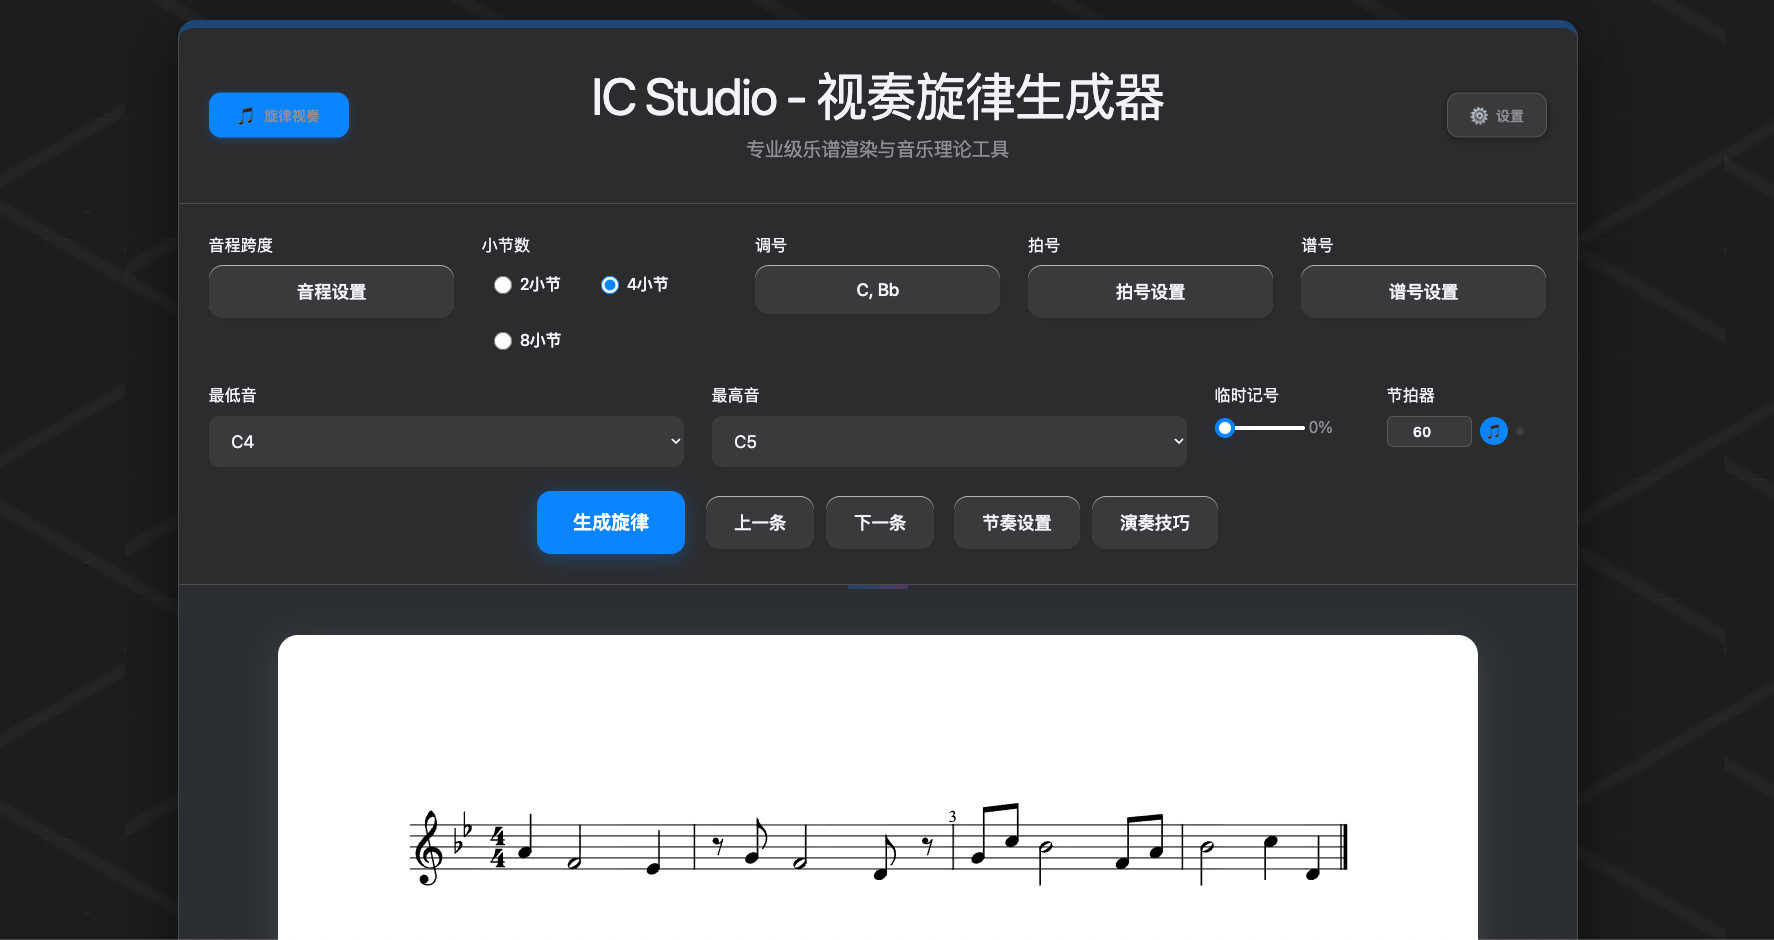 旋律视奏
IC Studio - 视奏旋律生成器
专业级乐谱渲染与音乐理论工具
设置
音程跨度
音程设置
小节数
2小节
4小节
8小节
调号
C, Bb
拍号
拍号设置
谱号
谱号设置
最低音
C4
最高音
C5
临时记号
0%
节拍器
60
生成旋律
上一条
下一条
节奏设置
演奏技巧
4
4
3